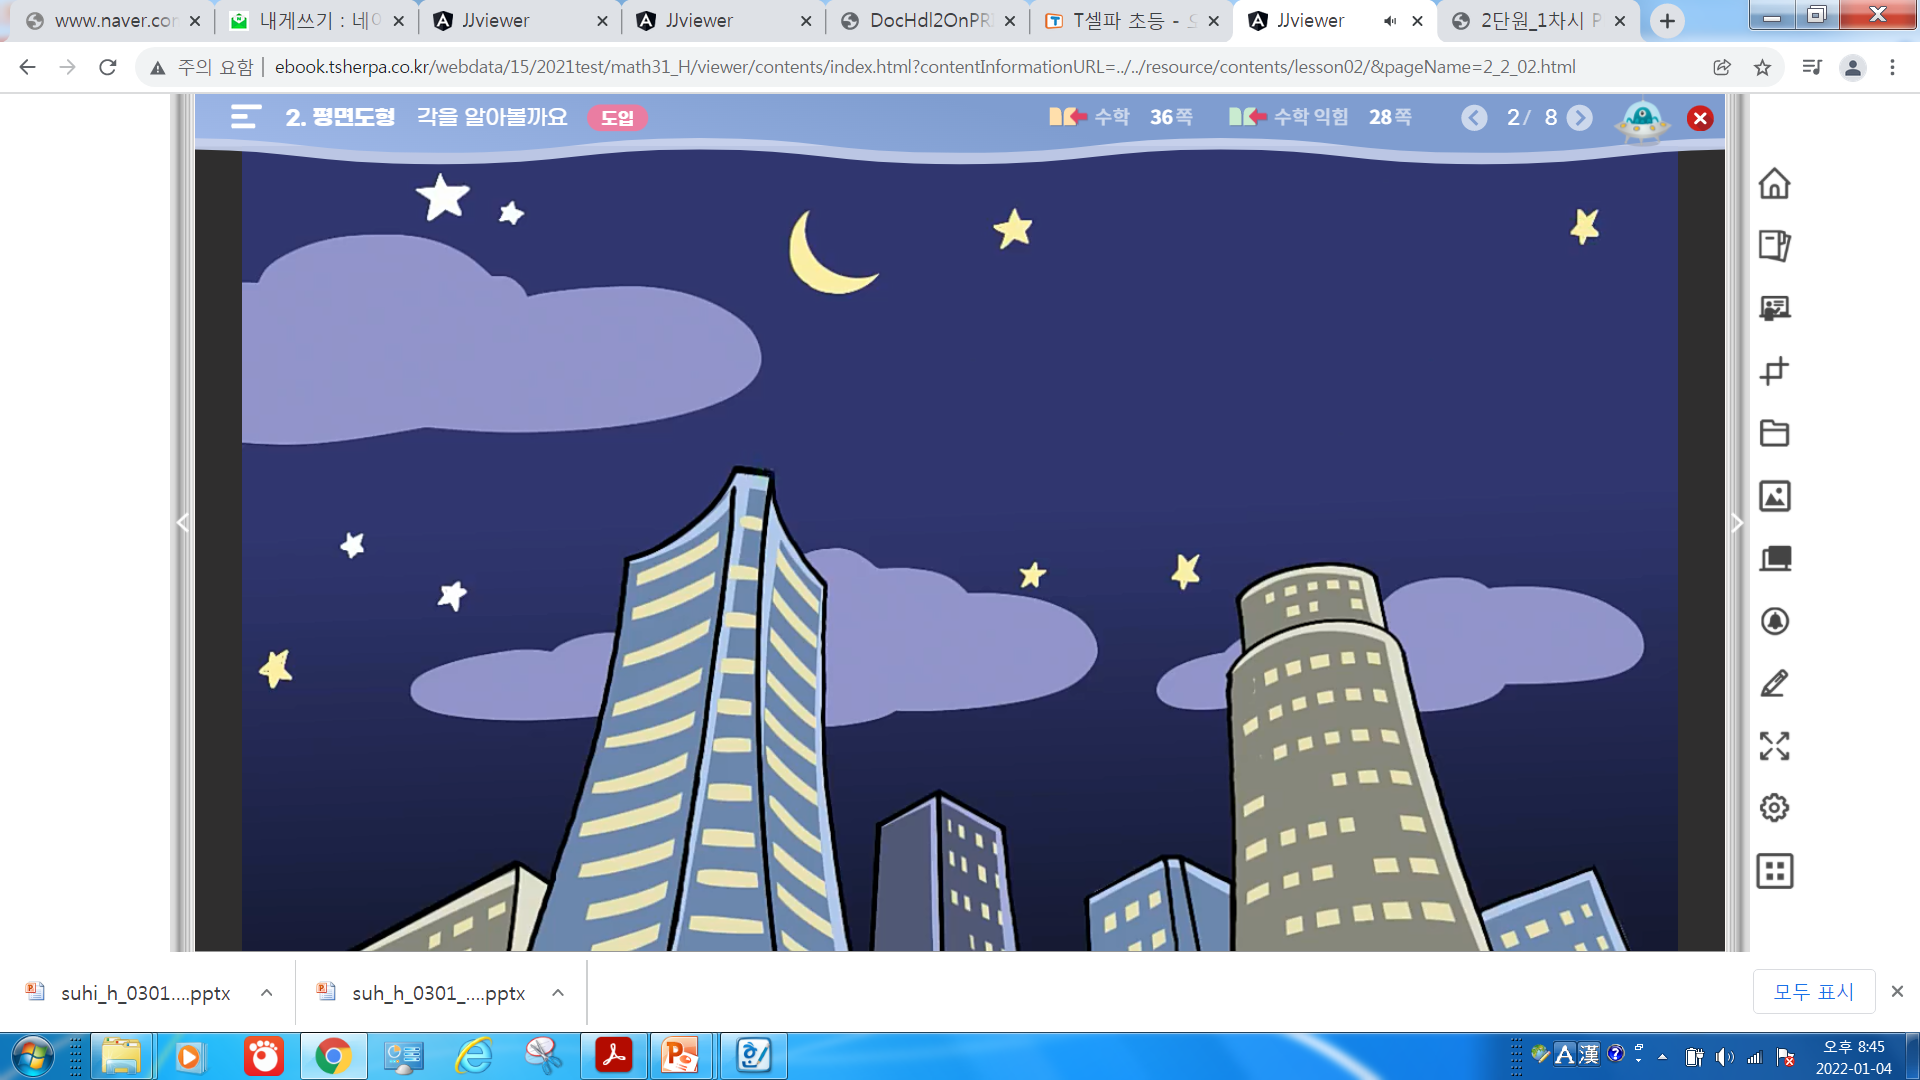 www.naver.cor
내게쓰기 : 네이
JJviewer
JJviewer
DocHdl2OnPRI
T셀파 초등 - 
JJviewer
2단원_1차시 P
주의 요함
ebook.tsherpa.co.kr/webdata/15/2021test/math31_H/viewer/contents/index.html?contentInformationURL=../../resource/contents/lesson02/&pageName=2_2_02.html
2. 평면도형 각을 알아볼까요 도입
수학 36쪽
수학 익힘 28쪽
2 / 8
suhi_h_0301....pptx
suh_h_0301_....pptx
모두 표시
A 漢
오후 8:45
2022-01-04